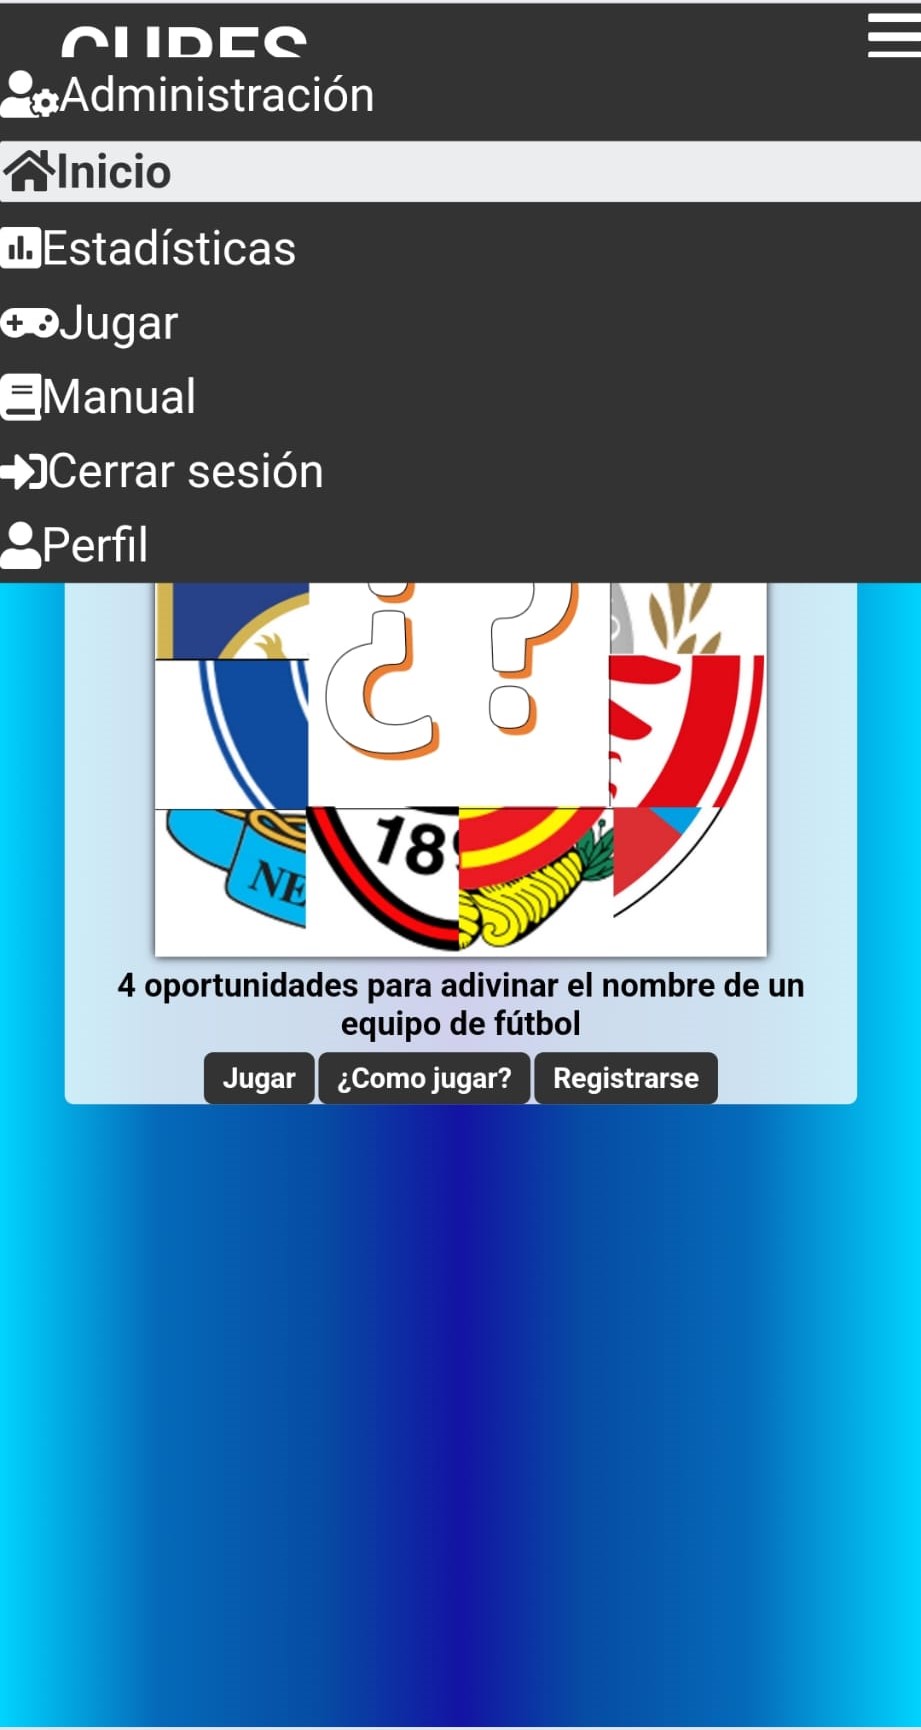 Administración
Inicio
Estadísticas
Jugar
Manual
Cerrar sesión
Perfil
¿?
NE
18
4 oportunidades para adivinar el nombre de un
equipo de fútbol
Jugar
¿Como jugar?
Registrarse